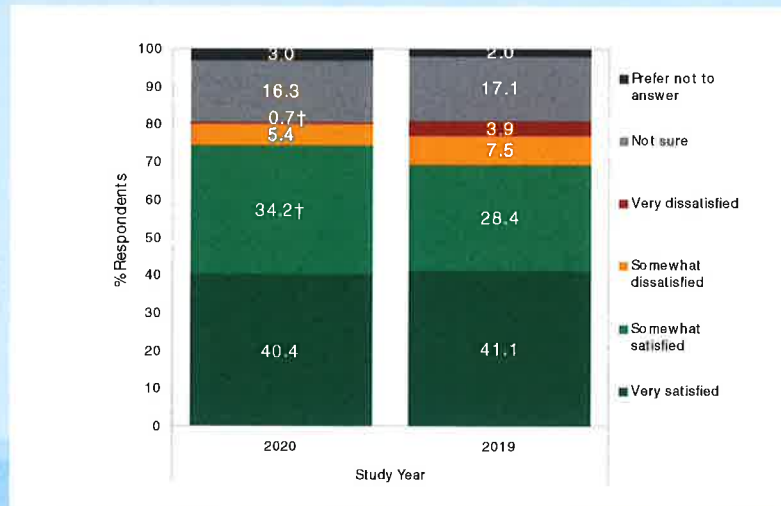 100
90
80
70
60
50
40
30
20
10
0
% Respondents
3.0
16.3
0.7†
5.4
34.2†
40.4
2.0
17.1
3.9
7.5
28.4
41.1
2020
2019
Study Year
Prefer not to
answer
Not sure
Very dissatisfied
Somewhat
dissatisfied
Somewhat
satisfied
Very satisfied